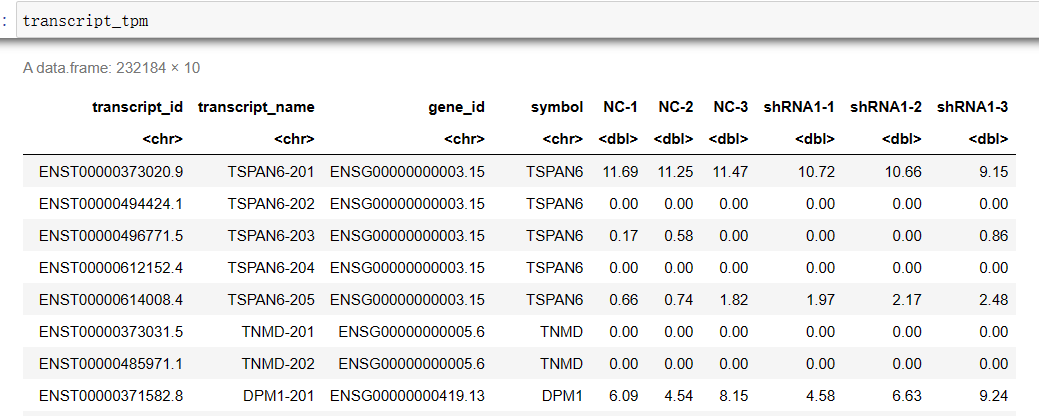 : transcript_tpm
A data.frame: 232184 × 10
transcript_id transcript_name gene_id symbol NC-1 NC-2 NC-3 shRNA1-1 shRNA1-2 shRNA1-3
<chr> <chr> <chr> <chr> <dbl> <dbl> <dbl> <dbl> <dbl> <dbl>
ENST00000373020.9 TSPAN6-201 ENSG00000000003.15 TSPAN6 11.69 11.25 11.47 10.72 10.66 9.15
ENST00000494424.1 TSPAN6-202 ENSG00000000003.15 TSPAN6 0.00 0.00 0.00 0.00 0.00 0.00
ENST00000496771.5 TSPAN6-203 ENSG00000000003.15 TSPAN6 0.17 0.58 0.00 0.00 0.00 0.86
ENST00000612152.4 TSPAN6-204 ENSG00000000003.15 TSPAN6 0.00 0.00 0.00 0.00 0.00 0.00
ENST00000614008.4 TSPAN6-205 ENSG00000000003.15 TSPAN6 0.66 0.74 1.82 1.97 2.17 2.48
ENST00000373031.5 TNMD-201 ENSG00000000005.6 TNMD 0.00 0.00 0.00 0.00 0.00 0.00
ENST00000485971.1 TNMD-202 ENSG00000000005.6 TNMD 0.00 0.00 0.00 0.00 0.00 0.00
ENST00000371582.8 DPM1-201 ENSG00000000419.13 DPM1 6.09 4.54 8.15 4.58 6.63 9.24